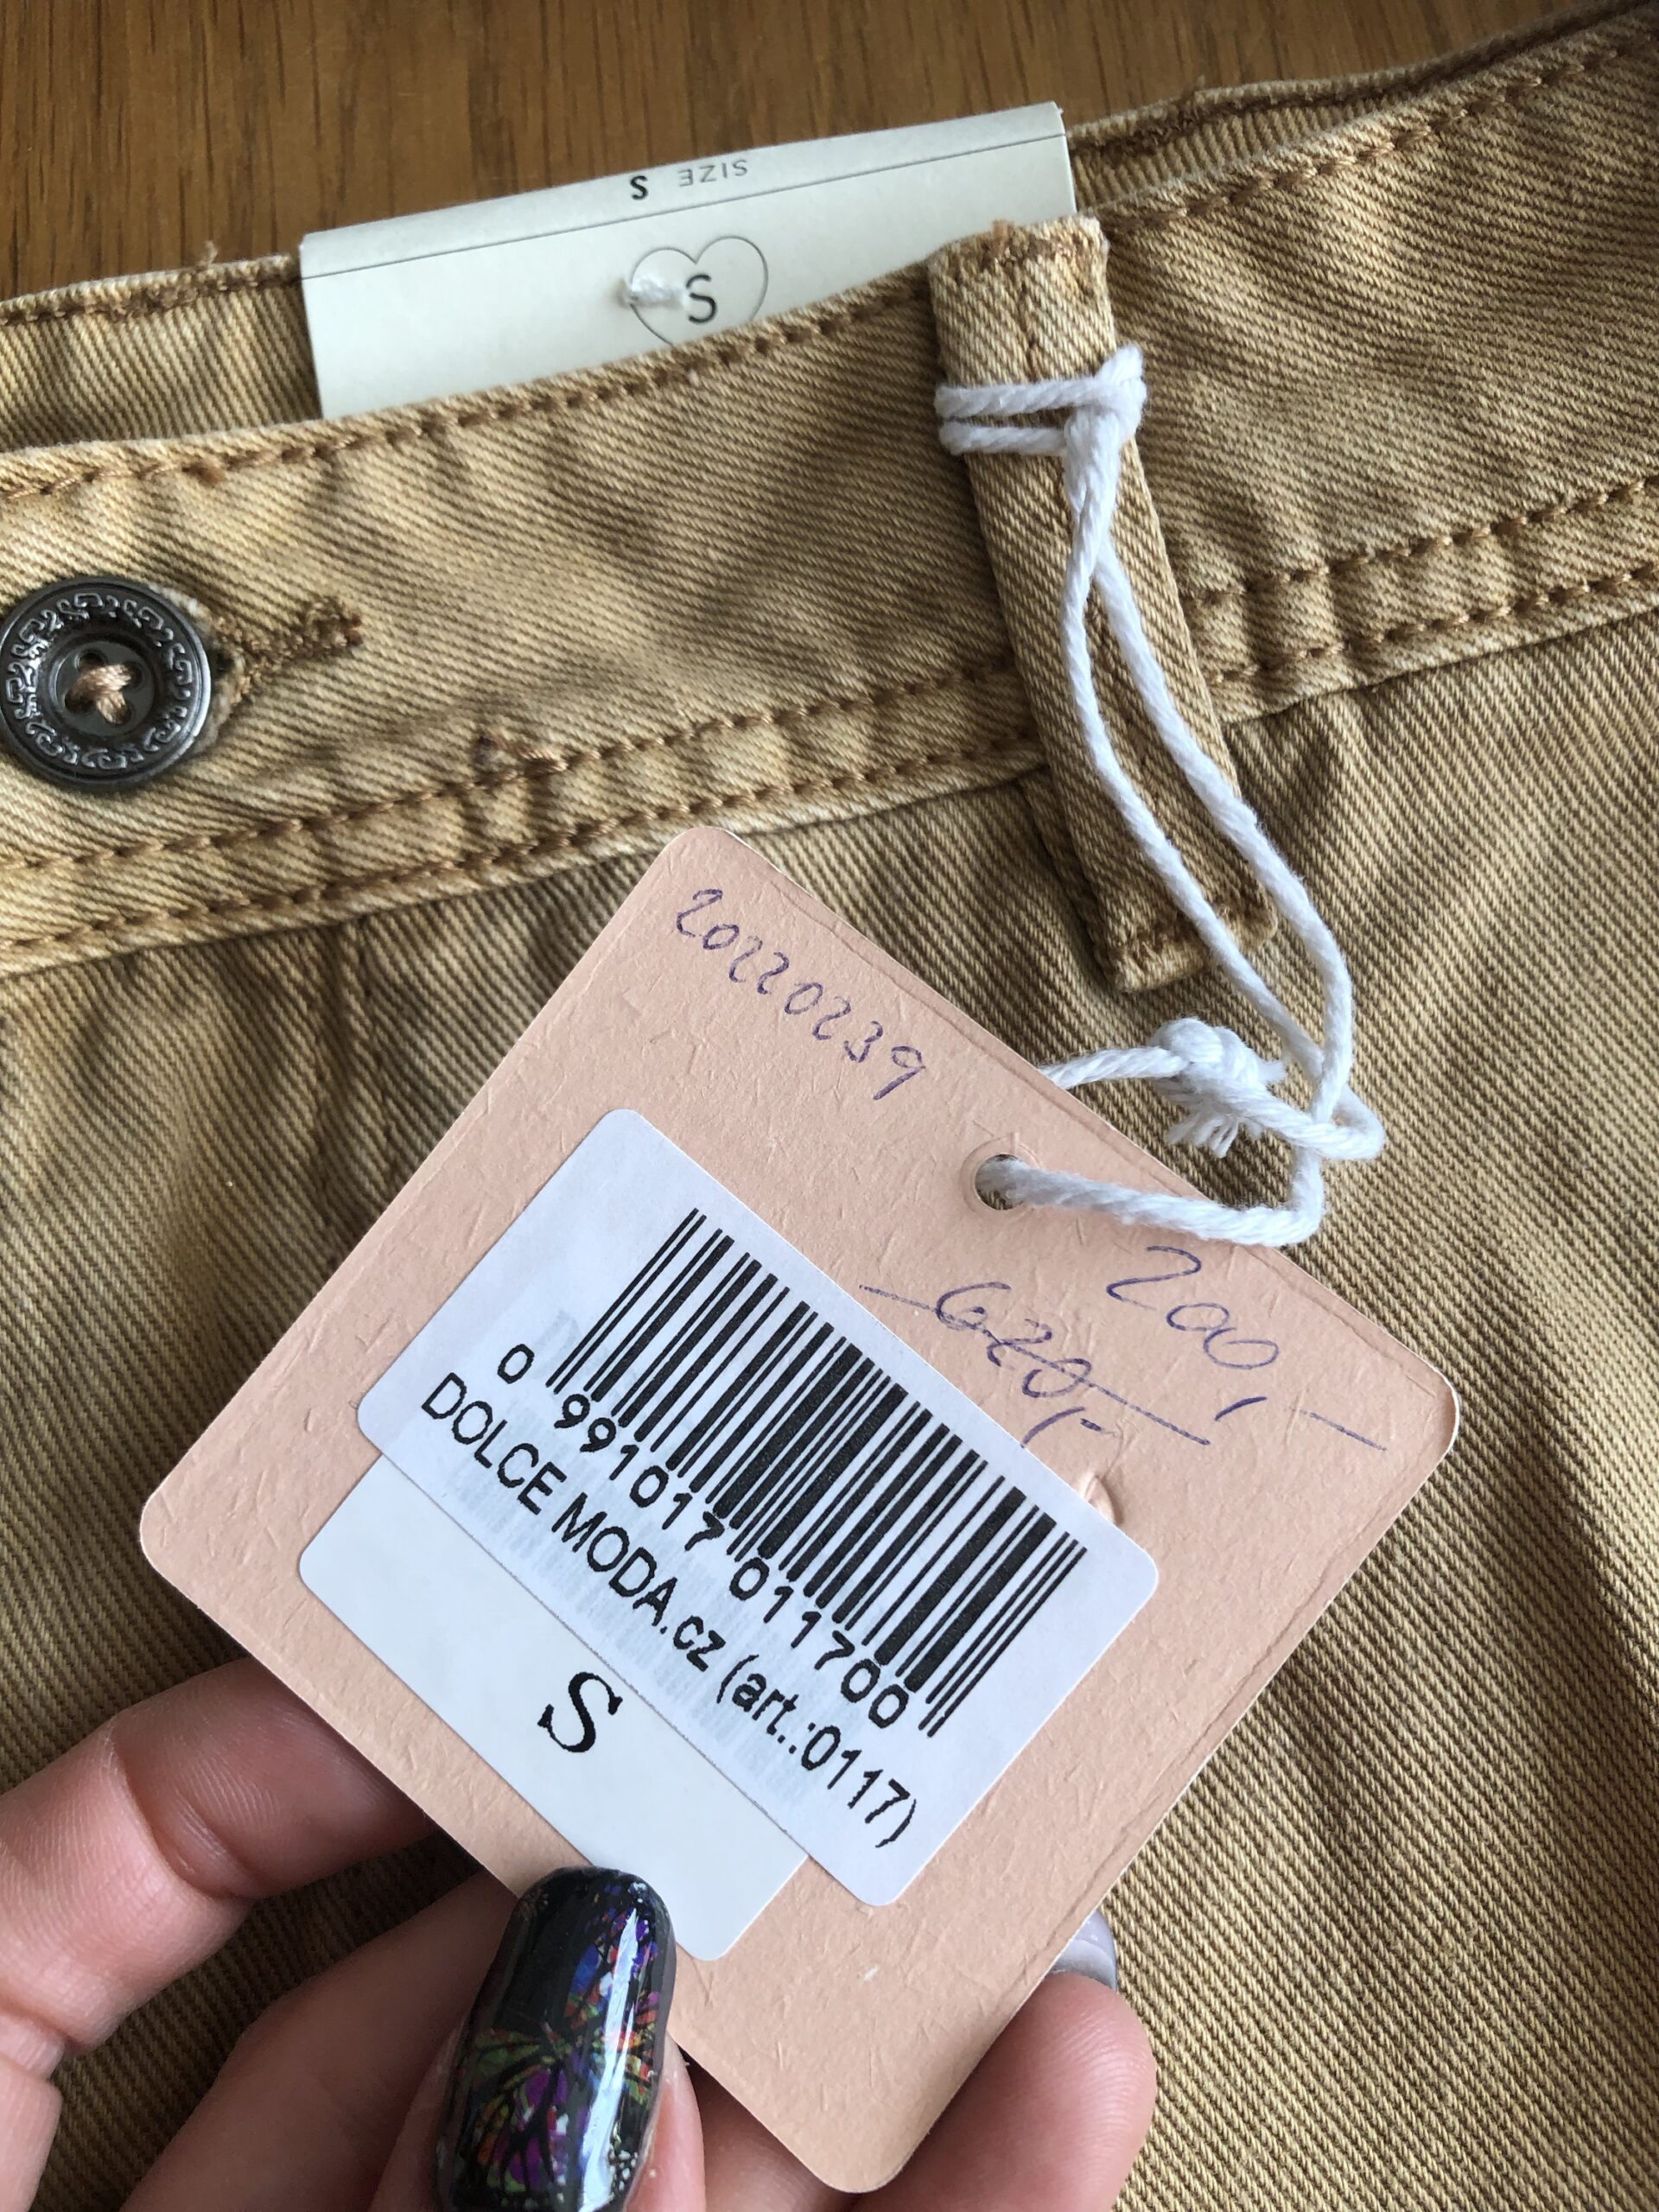 SIZE S
S
20220239
200,-
620,-
0 991017 011700
DOLCE MODA.cz (art.:0117)
S